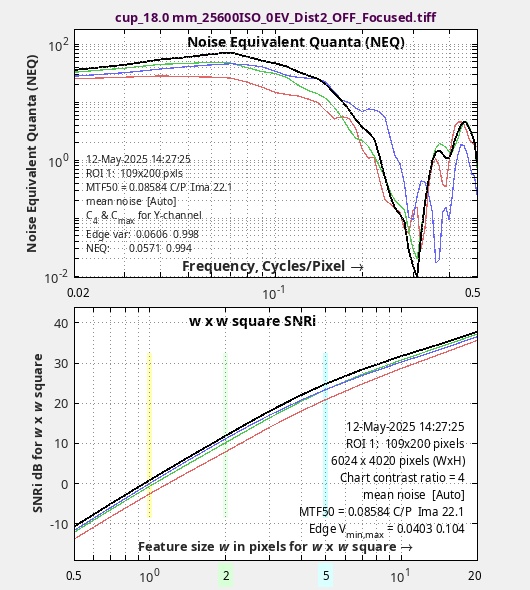 cup_18.0 mm_25600ISO_0EV_Dist2_OFF_Focused.tiff
Noise Equivalent Quanta (NEQ)
Noise Equivalent Quanta (NEQ)
10²
10⁰
10⁻²
12-May-2025 14:27:25
ROI 1: 109x200 pxls
MTF50 = 0.08584 C/P Ima 22.1
mean noise [Auto]
C₄ & Cₘₐₓ for Y-channel
Edge var: 0.0606 0.998
NEQ: 0.0571 0.994
Frequency, Cycles/Pixel →
0.02 10⁻¹ 0.5
w x w square SNRi
SNRi dB for w x w square
40
30
20
10
0
-10
12-May-2025 14:27:25
ROI 1: 109x200 pixels
6024 x 4020 pixels (WxH)
Chart contrast ratio = 4
mean noise [Auto]
MTF50 = 0.08584 C/P Ima 22.1
Edge Vmin,max = 0.0403 0.104
Feature size w in pixels for w x w square →
0.5 10⁰ 2 5 10¹ 20